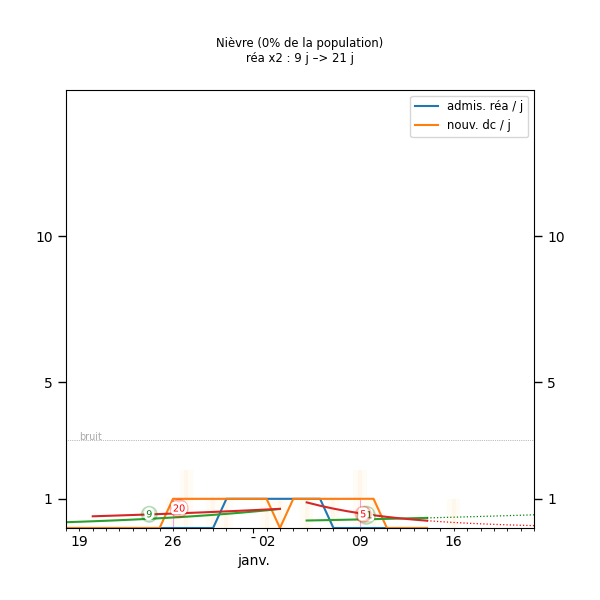 Nièvre (0% de la population)
réa x2 : 9 j –> 21 j
admis. réa / j
nouv. dc / j
10 10
5 5
bruit
1 1
9 20 5
19 26 02 09 16
janv.